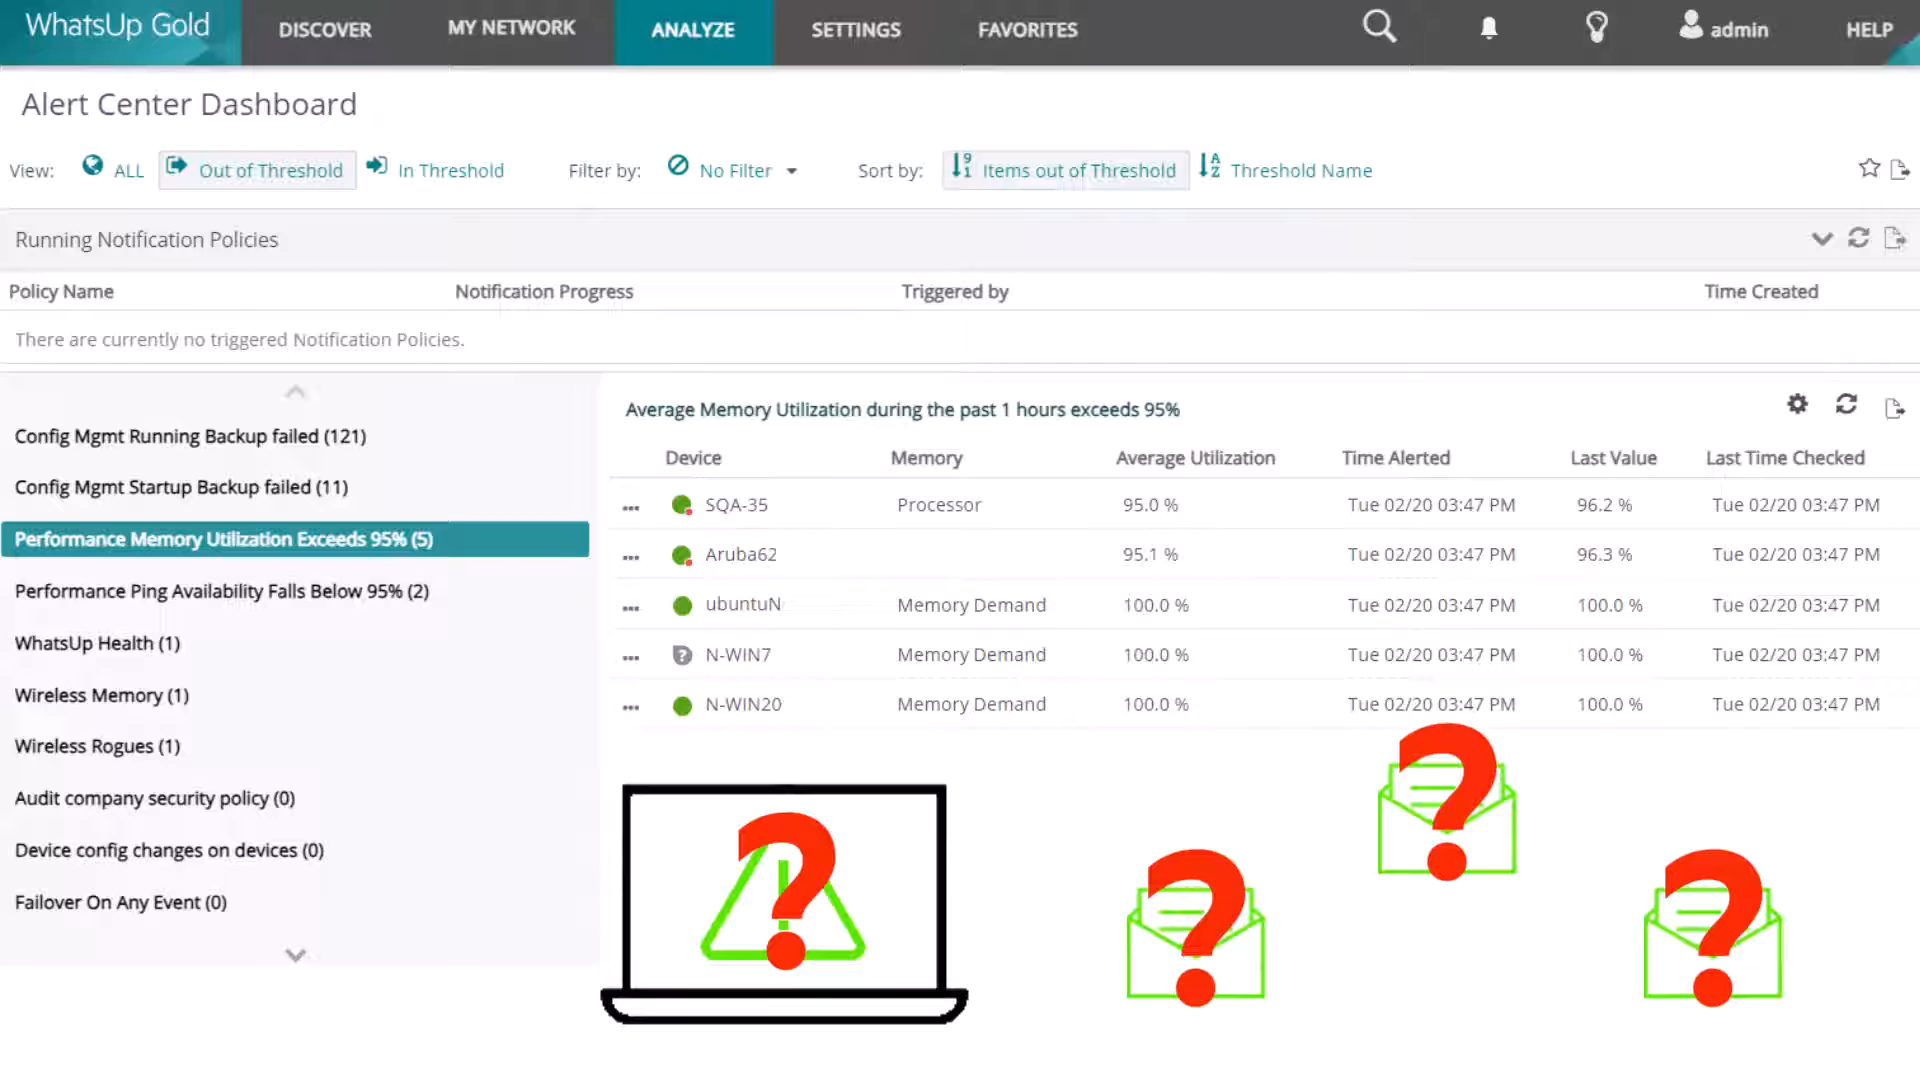 WhatsUp Gold DISCOVER MY NETWORK ANALYZE SETTINGS FAVORITES admin HELP
Alert Center Dashboard
View: ALL Out of Threshold In Threshold Filter by: No Filter Sort by: Items out of Threshold Threshold Name
Running Notification Policies
Policy Name Notification Progress Triggered by Time Created
There are currently no triggered Notification Policies.
Config Mgmt Running Backup failed (121)
Config Mgmt Startup Backup failed (11)
Performance Memory Utilization Exceeds 95% (5)
Performance Ping Availability Falls Below 95% (2)
WhatsUp Health (1)
Wireless Memory (1)
Wireless Rogues (1)
Audit company security policy (0)
Device config changes on devices (0)
Failover On Any Event (0)
Average Memory Utilization during the past 1 hours exceeds 95%
Device Memory Average Utilization Time Alerted Last Value Last Time Checked
SQA-35 Processor 95.0 % Tue 02/20 03:47 PM 96.2 % Tue 02/20 03:47 PM
Aruba62 95.1 % Tue 02/20 03:47 PM 96.3 % Tue 02/20 03:47 PM
ubuntuN Memory Demand 100.0 % Tue 02/20 03:47 PM 100.0 % Tue 02/20 03:47 PM
N-WIN7 Memory Demand 100.0 % Tue 02/20 03:47 PM 100.0 % Tue 02/20 03:47 PM
N-WIN20 Memory Demand 100.0 % Tue 02/20 03:47 PM 100.0 % Tue 02/20 03:47 PM
? ? ? ?